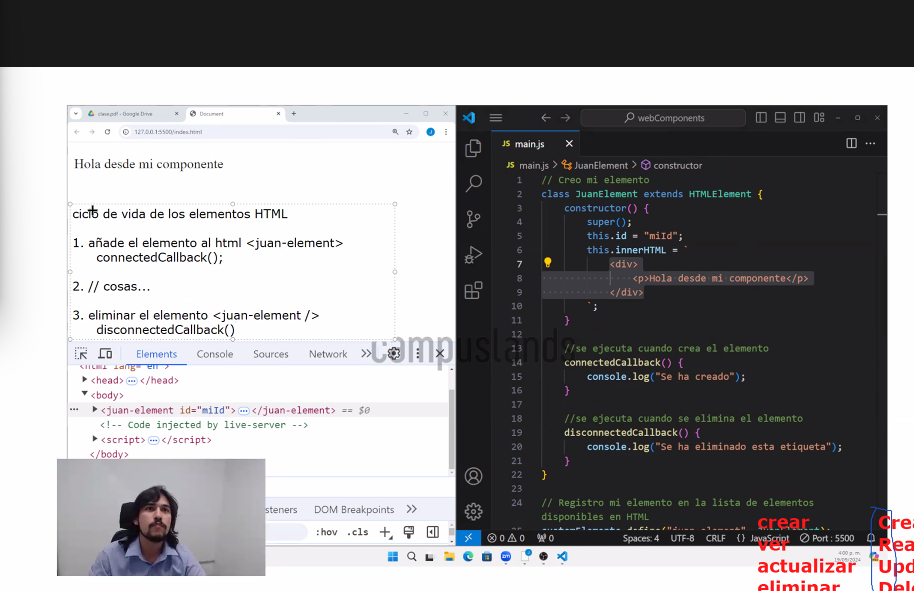 clase.pdf - Google Drive
Document
127.0.0.1:5500/index.html
Hola desde mi componente
ciclo de vida de los elementos HTML
1. añade el elemento al html <juan-element>
connectedCallback();
2. // cosas...
3. eliminar el elemento <juan-element />
disconnectedCallback()
Elements
Console
Sources
Network
<html lang="en">
<head> … </head>
<body>
<juan-element id="miId"> … </juan-element> == $0
<!-- Code injected by live-server -->
<script> … </script>
</body>
steners
DOM Breakpoints
:hov .cls
webComponents
JS main.js
JS main.js > JuanElement > constructor
1 // Creo mi elemento
2 class JuanElement extends HTMLElement {
3 constructor() {
4 super();
5 this.id = "miId";
6 this.innerHTML = `
7 <div>
8 <p>Hola desde mi componente</p>
9 </div>
10 `;
11 }
12
13 //se ejecuta cuando crea el elemento
14 connectedCallback() {
15 console.log("Se ha creado");
16 }
17
18 //se ejecuta cuando se elimina el elemento
19 disconnectedCallback() {
20 console.log("Se ha eliminado esta etiqueta");
21 }
22 }
23
24 // Registro mi elemento en la lista de elementos
disponibles en HTML
campuslands
0 0 0
Spaces: 4
UTF-8
CRLF
{} JavaScript
Port : 5500
4:00 p. m.
crear
ver
actualizar
eliminar
Crea
Rea
Upd
Dele